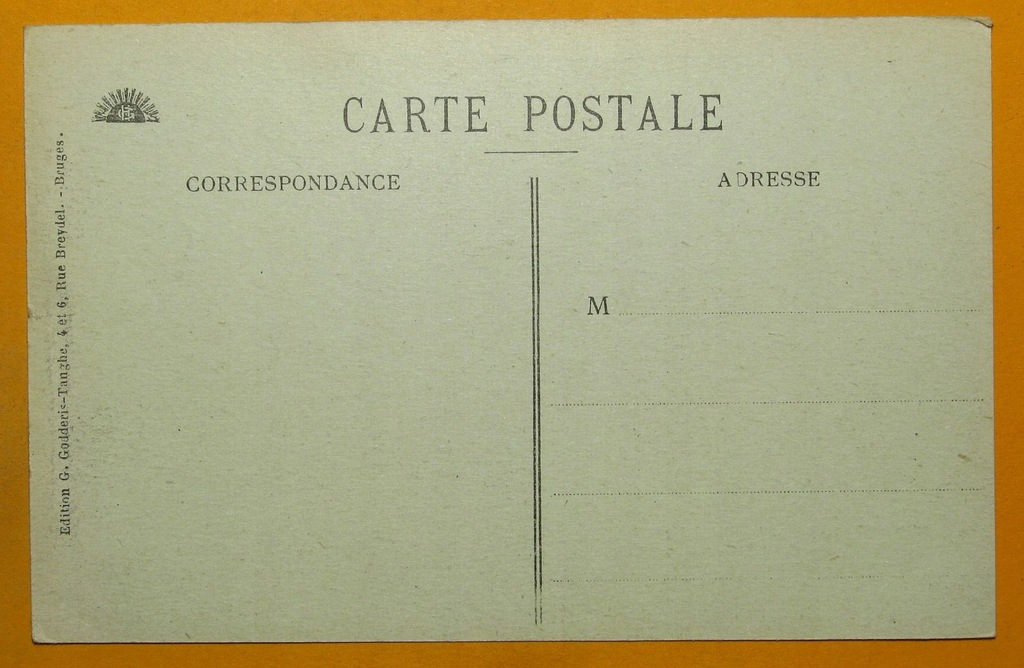 CARTE POSTALE
CORRESPONDANCE
ADRESSE
M
Edition G. Godderis-Tanghe, 4 et 6, Rue Breydel. - Bruges.